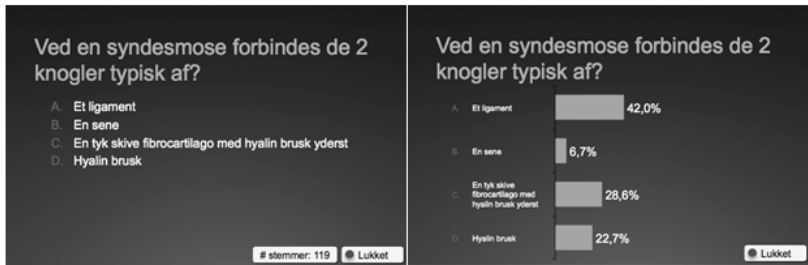 Ved en syndesmose forbindes de 2
knogler typisk af?
A. Et ligament
B. En sene
C. En tyk skive fibrocartilago med hyalin brusk yderst
D. Hyalin brusk
# stemmer: 119
Lukket
Ved en syndesmose forbindes de 2
knogler typisk af?
A. Et ligament
42,0%
B. En sene
6,7%
C. En tyk skive
fibrocartilago med
hyalin brusk yderst
28,6%
D. Hyalin brusk
22,7%
Lukket